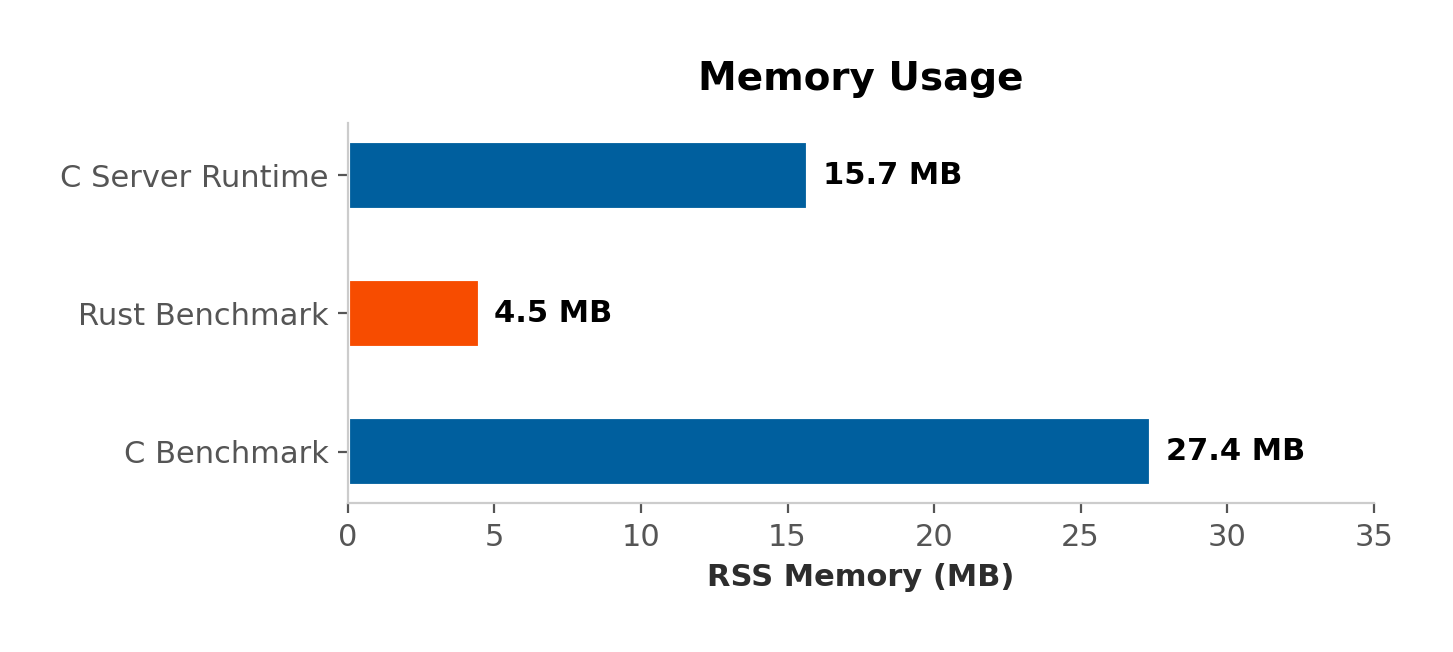 Memory Usage
C Server Runtime 15.7 MB
Rust Benchmark 4.5 MB
C Benchmark 27.4 MB
0 5 10 15 20 25 30 35
RSS Memory (MB)